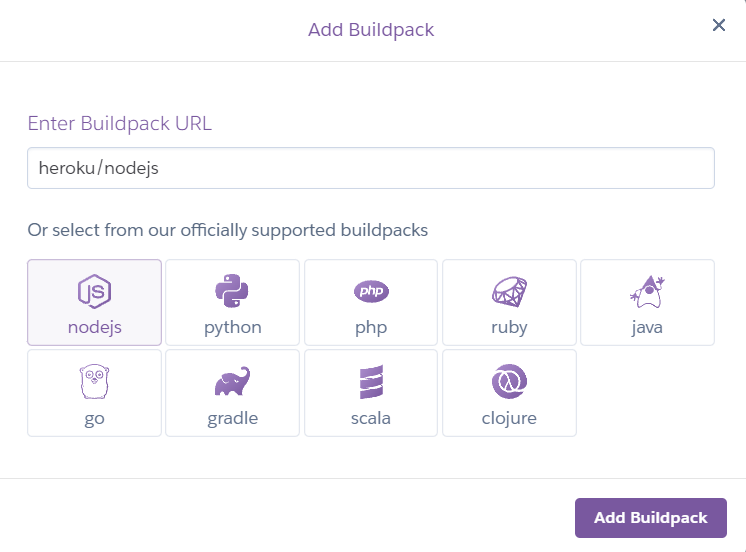 Add Buildpack
Enter Buildpack URL
heroku/nodejs
Or select from our officially supported buildpacks
JS php
nodejs python php ruby java
go gradle scala clojure
Add Buildpack